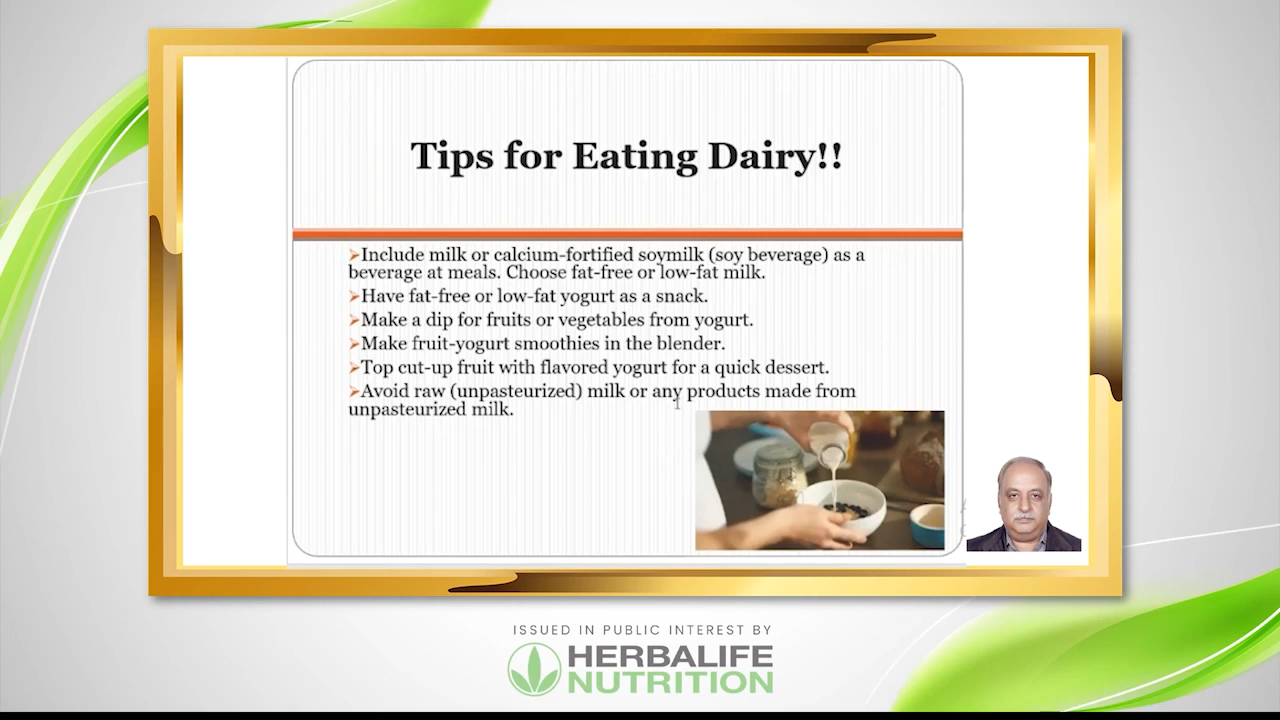 Tips for Eating Dairy!!
➢Include milk or calcium-fortified soymilk (soy beverage) as a
beverage at meals. Choose fat-free or low-fat milk.
➢Have fat-free or low-fat yogurt as a snack.
➢Make a dip for fruits or vegetables from yogurt.
➢Make fruit-yogurt smoothies in the blender.
➢Top cut-up fruit with flavored yogurt for a quick dessert.
➢Avoid raw (unpasteurized) milk or any products made from
unpasteurized milk.
ISSUED IN PUBLIC INTEREST BY
HERBALIFE
NUTRITION